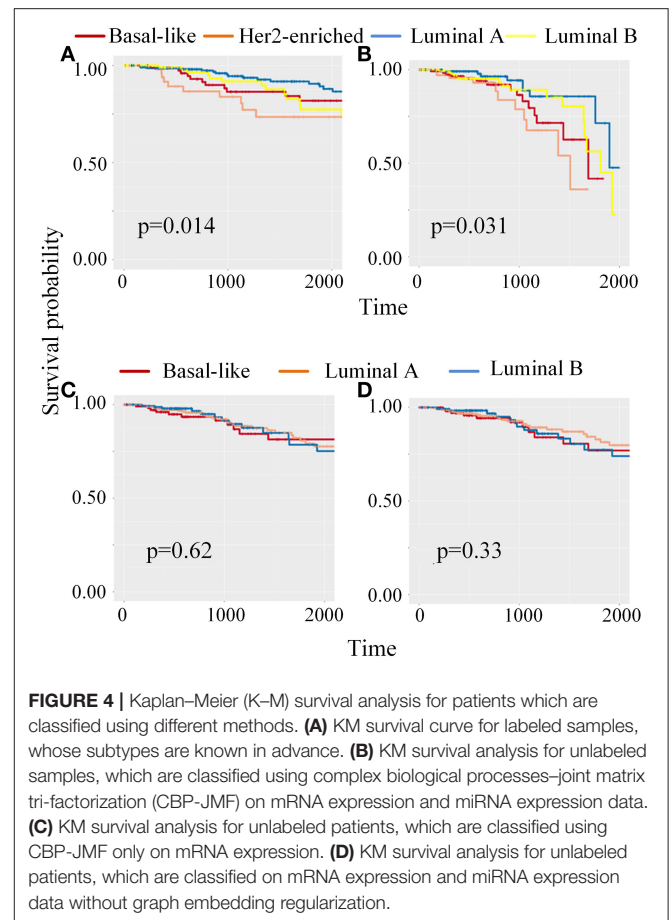 Basal-like Her2-enriched Luminal A Luminal B
A
B
1.00
0.50
0.00
p=0.014
0 1000 2000
1.00
0.50
0.00
p=0.031
0 1000 2000
Time
Survival probability
Basal-like Luminal A Luminal B
C
D
1.00
0.50
0.00
p=0.62
0 1000 2000
1.00
0.50
0.00
p=0.33
0 1000 2000
Time
FIGURE 4 | Kaplan–Meier (K–M) survival analysis for patients which are
classified using different methods. (A) KM survival curve for labeled samples,
whose subtypes are known in advance. (B) KM survival analysis for unlabeled
samples, which are classified using complex biological processes–joint matrix
tri-factorization (CBP-JMF) on mRNA expression and miRNA expression data.
(C) KM survival analysis for unlabeled patients, which are classified using
CBP-JMF only on mRNA expression. (D) KM survival analysis for unlabeled
patients, which are classified on mRNA expression and miRNA expression
data without graph embedding regularization.